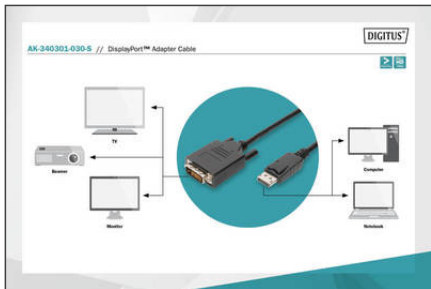 DIGITUS®
AK-340301-030-S // DisplayPort™ Adapter Cable
TV
Beamer
Monitor
Computer
Notebook